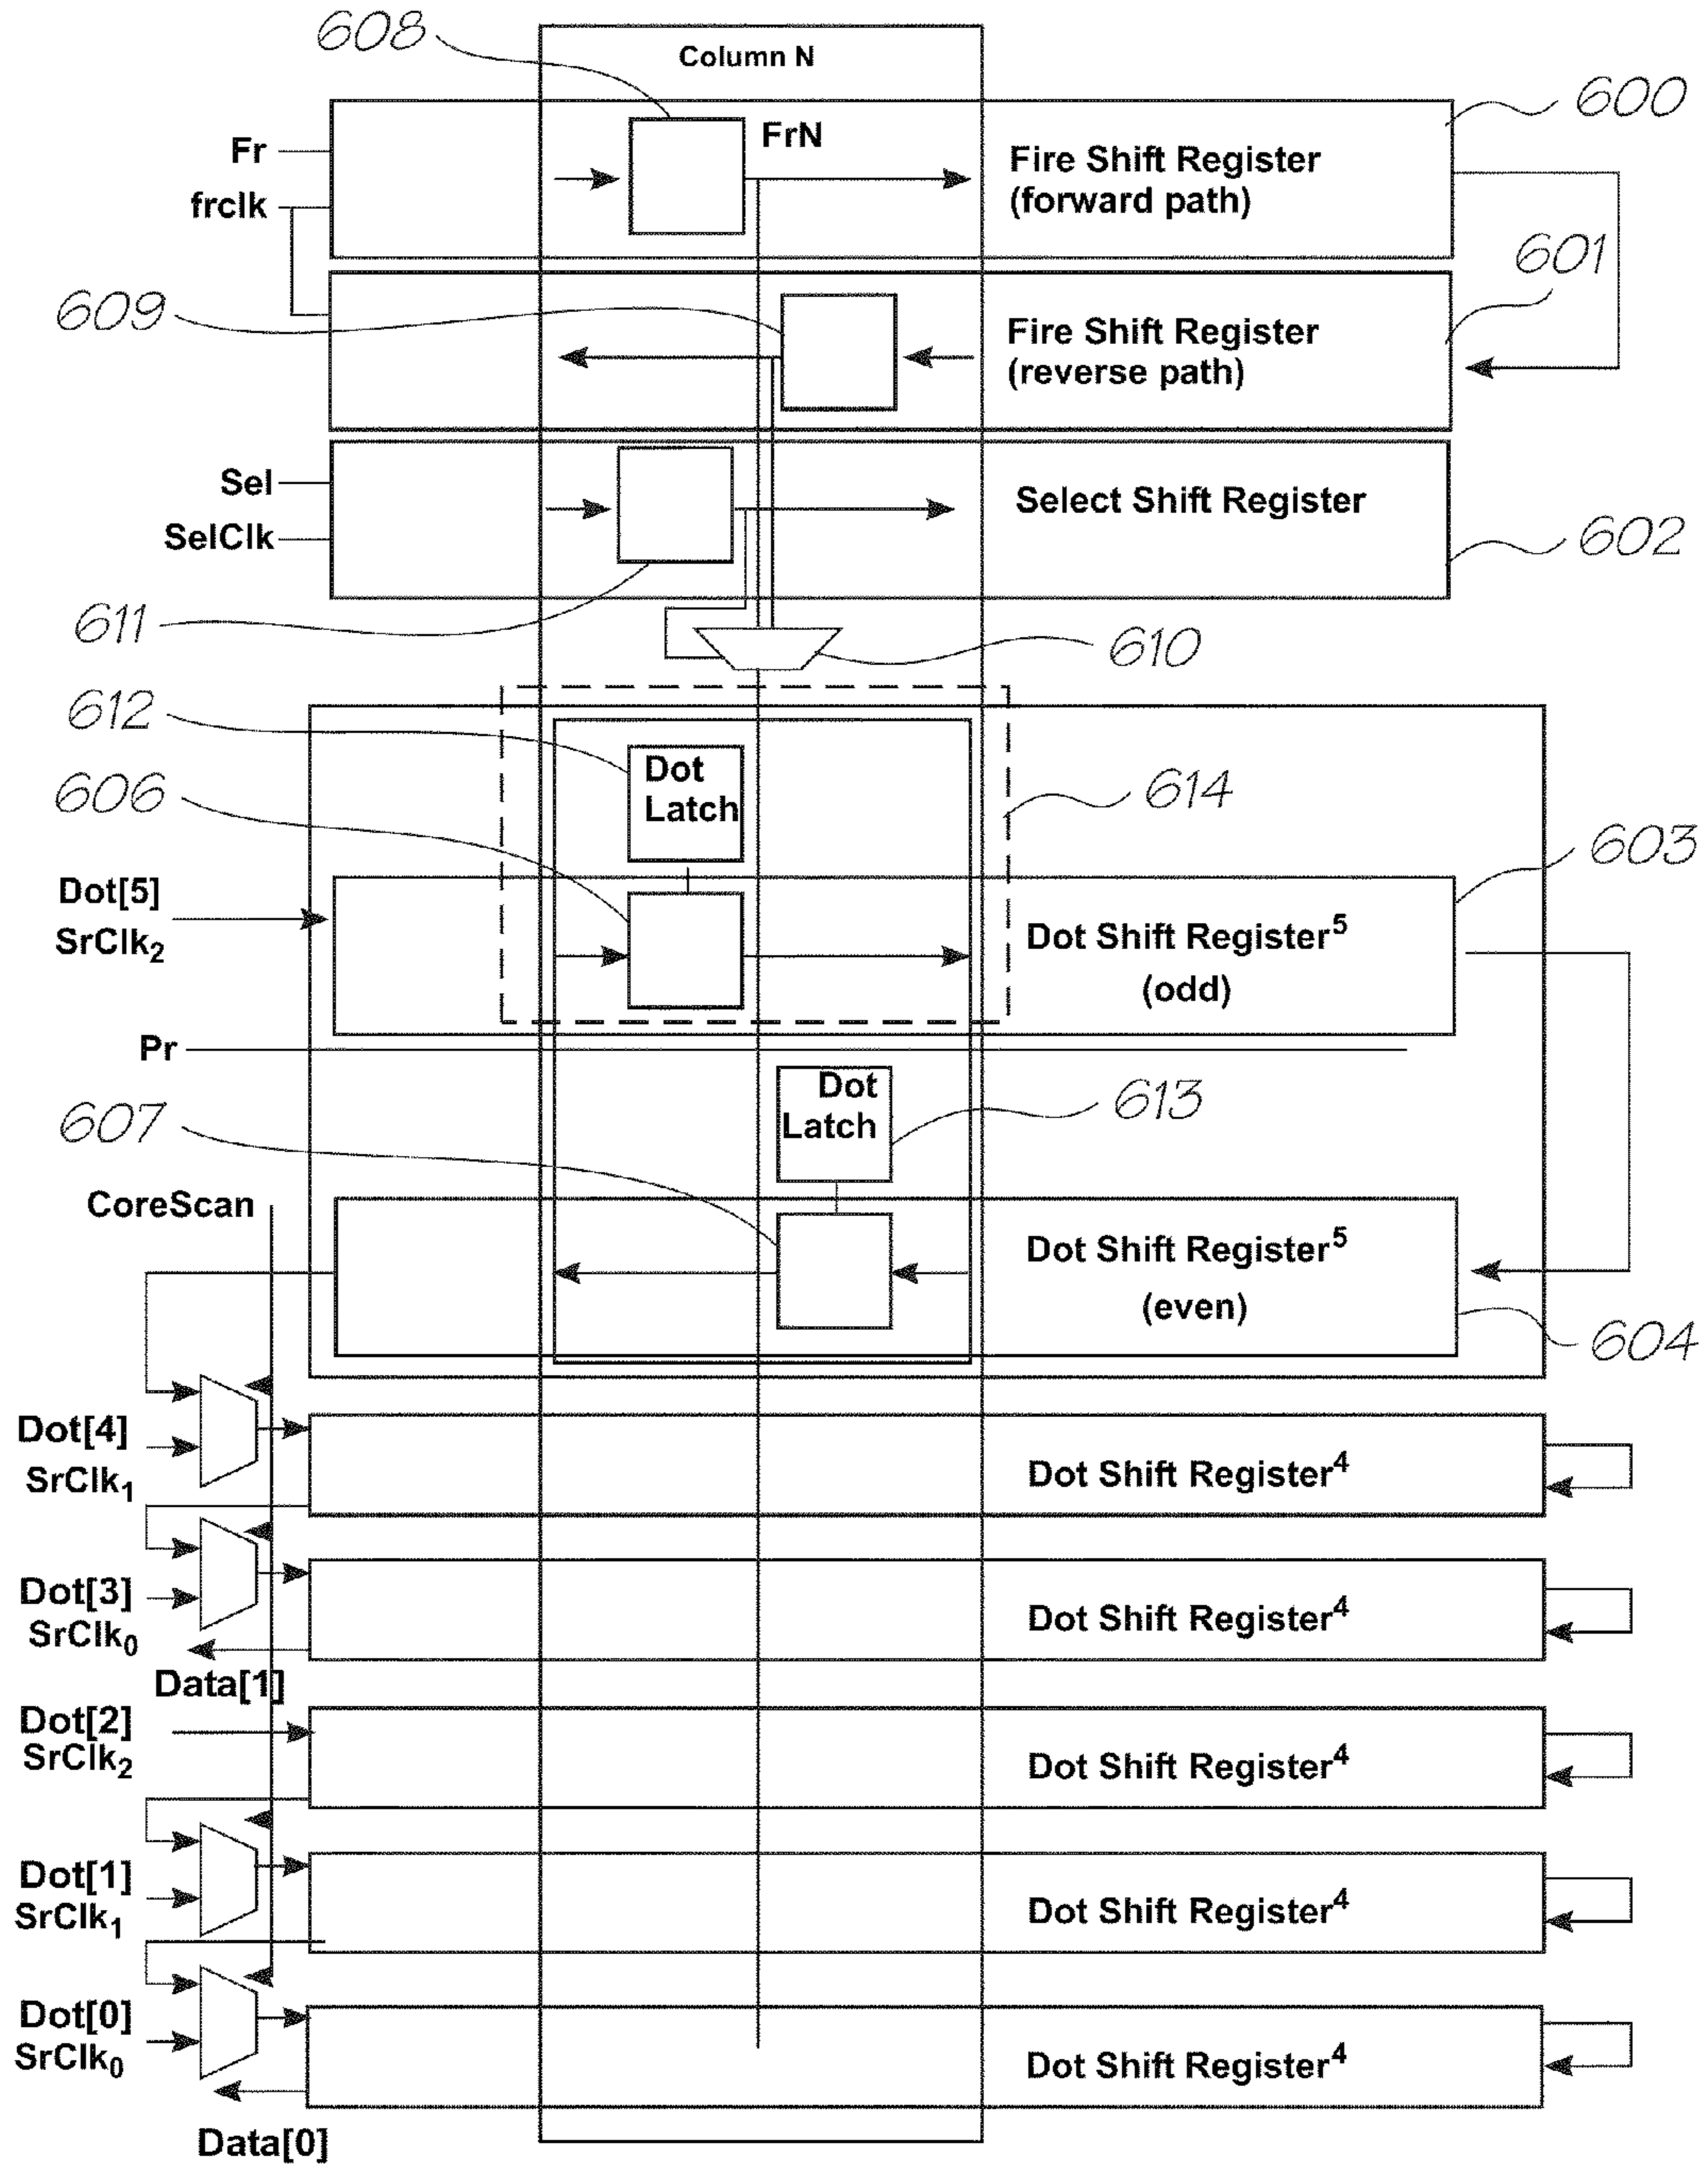 608
Column N
600
Fr
FrN
Fire Shift Register
(forward path)
frclk
601
609
Fire Shift Register
(reverse path)
Sel
Select Shift Register
SelClk
602
611
610
612
Dot
Latch
614
606
603
Dot[5]
SrClk2
Dot Shift Register5
(odd)
Pr
Dot
Latch
613
607
CoreScan
Dot Shift Register5
(even)
604
Dot[4]
SrClk1
Dot Shift Register4
Dot[3]
SrClk0
Dot Shift Register4
Data[1]
Dot[2]
SrClk2
Dot Shift Register4
Dot[1]
SrClk1
Dot Shift Register4
Dot[0]
SrClk0
Dot Shift Register4
Data[0]